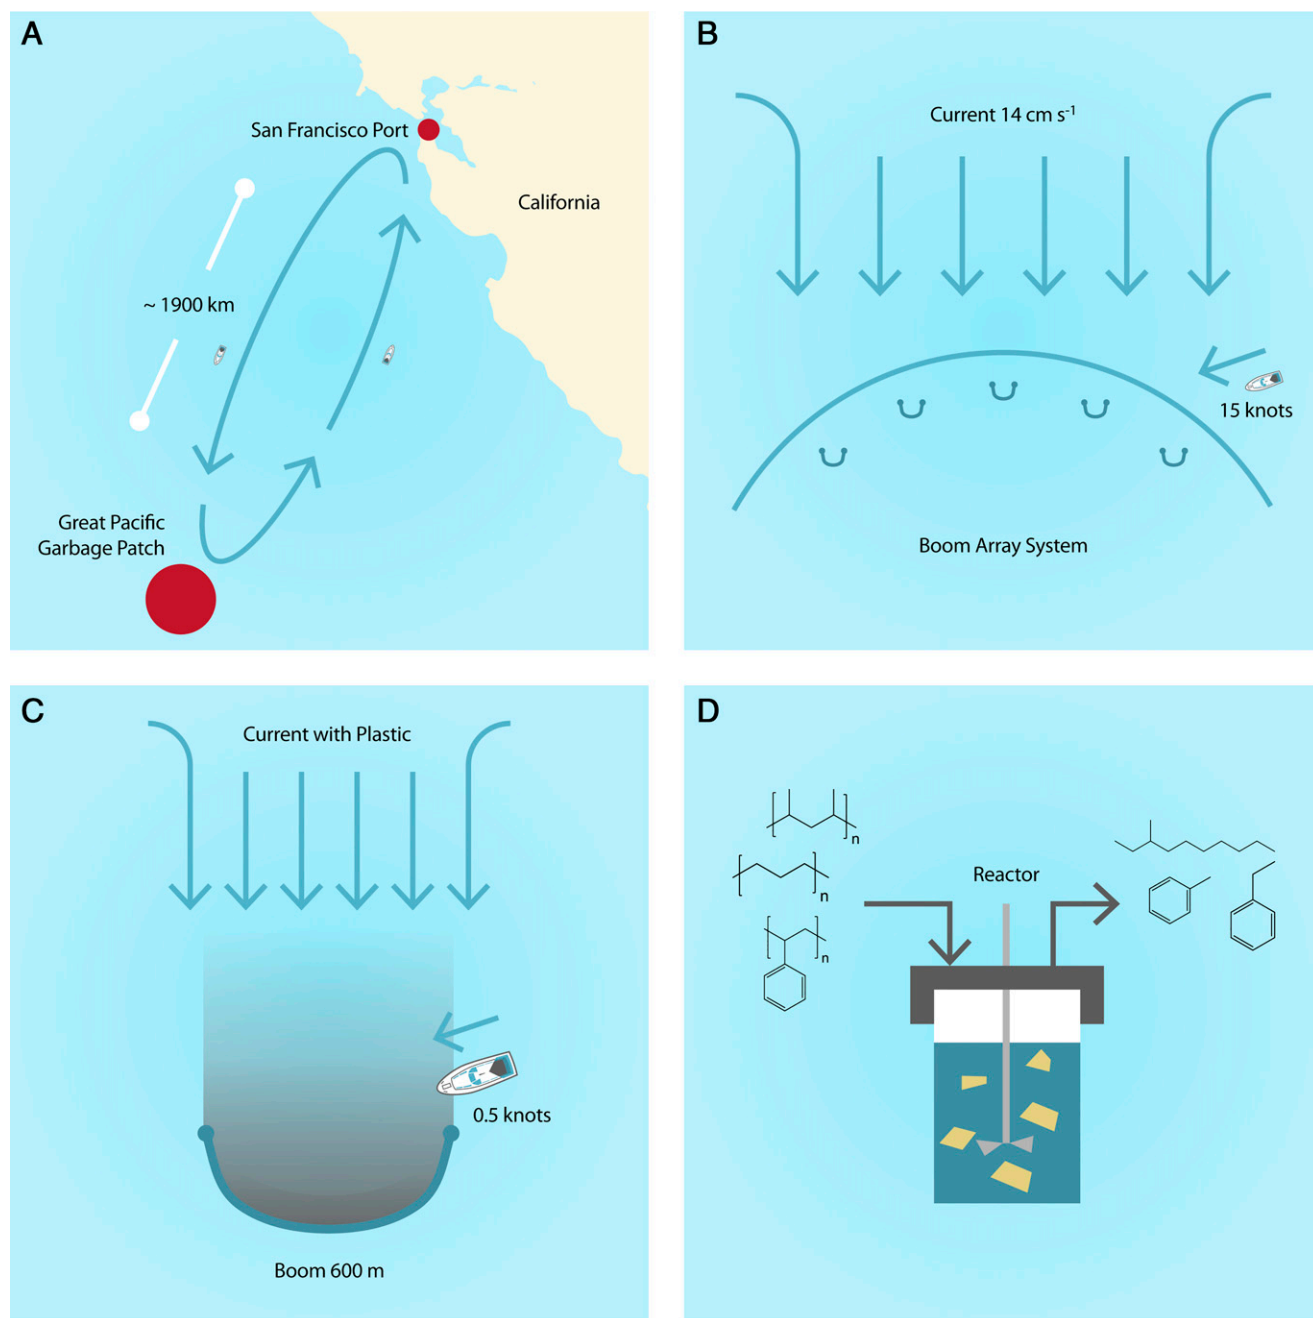 A
San Francisco Port
California
~ 1900 km
Great Pacific
Garbage Patch
B
Current 14 cm s⁻¹
15 knots
Boom Array System
C
Current with Plastic
0.5 knots
Boom 600 m
D
n
n
n
Reactor